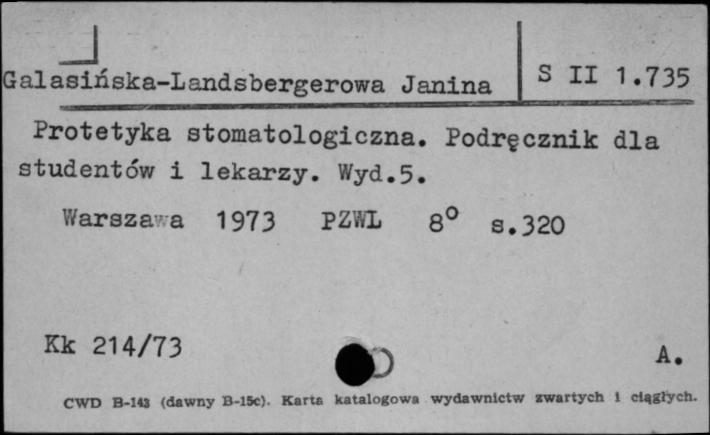 Galasińska-Landsbergerowa Janina S II 1.735
Protetyka stomatologiczna. Podręcznik dla
studentów i lekarzy. Wyd.5.
Warszawa 1973 PZWL 8° s.320
Kk 214/73 A.
CWD B-143 (dawny B-15c). Karta katalogowa wydawnictw zwartych i ciągłych.